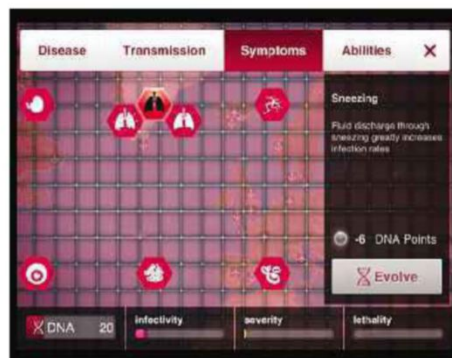 Disease Transmission Symptoms Abilities X
Sneezing
Fluid discharge through
sneezing greatly increases
infection rates
-6 DNA Points
Evolve
DNA 20
infectivity severity lethality